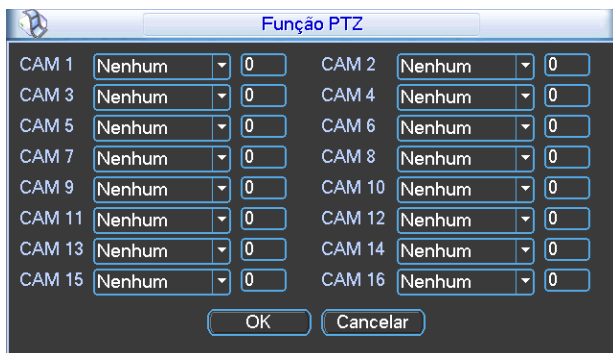 Função PTZ
CAM 1 Nenhum 0 CAM 2 Nenhum 0
CAM 3 Nenhum 0 CAM 4 Nenhum 0
CAM 5 Nenhum 0 CAM 6 Nenhum 0
CAM 7 Nenhum 0 CAM 8 Nenhum 0
CAM 9 Nenhum 0 CAM 10 Nenhum 0
CAM 11 Nenhum 0 CAM 12 Nenhum 0
CAM 13 Nenhum 0 CAM 14 Nenhum 0
CAM 15 Nenhum 0 CAM 16 Nenhum 0
OK Cancelar